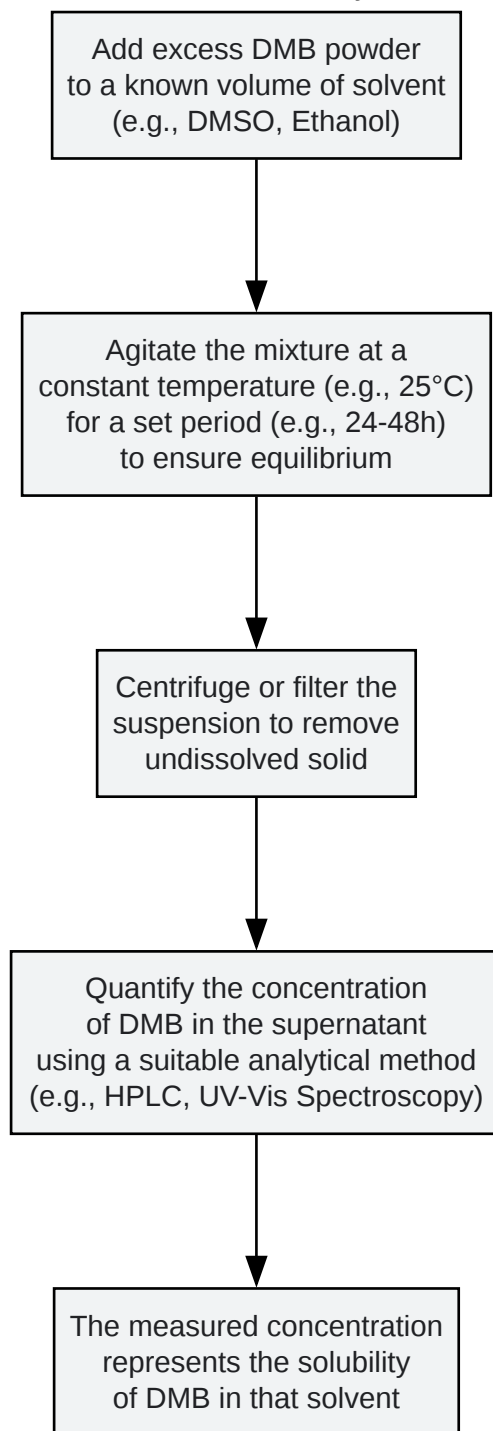 Add excess DMB powder
to a known volume of solvent
(e.g., DMSO, Ethanol)
Agitate the mixture at a
constant temperature (e.g., 25°C)
for a set period (e.g., 24-48h)
to ensure equilibrium
Centrifuge or filter the
suspension to remove
undissolved solid
Quantify the concentration
of DMB in the supernatant
using a suitable analytical method
(e.g., HPLC, UV-Vis Spectroscopy)
The measured concentration
represents the solubility
of DMB in that solvent